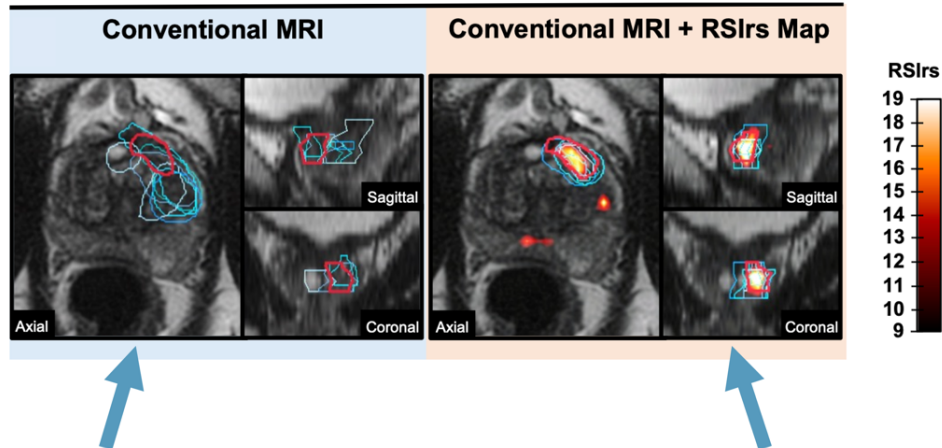 Conventional MRI
Conventional MRI + RSIrs Map
RSIrs
Axial
Sagittal
Coronal
Axial
Sagittal
Coronal
19
18
17
16
15
13
14
12
11
10
9